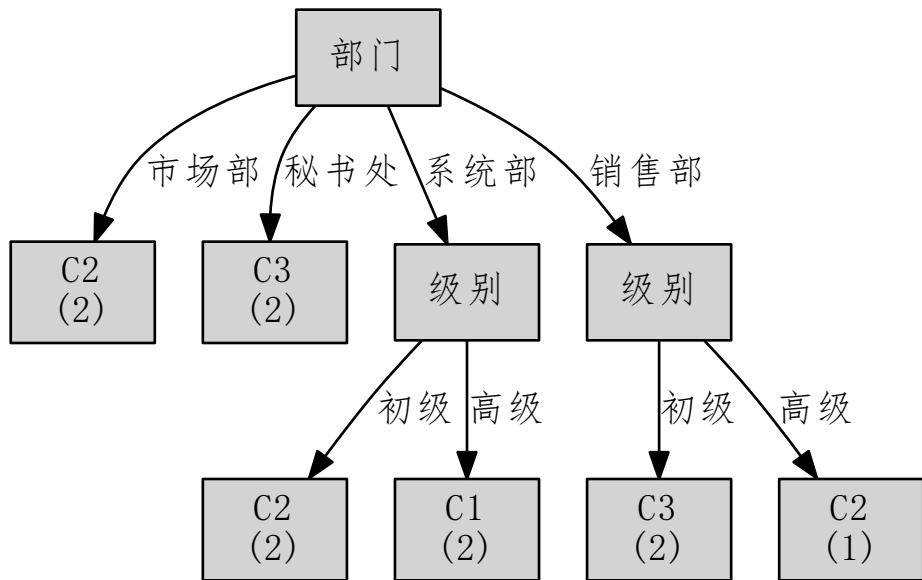 部门
市场部 秘书处 系统部 销售部
C2
(2)
C3
(2)
级别
级别
初级 高级 初级 高级
C2
(2)
C1
(2)
C3
(2)
C2
(1)